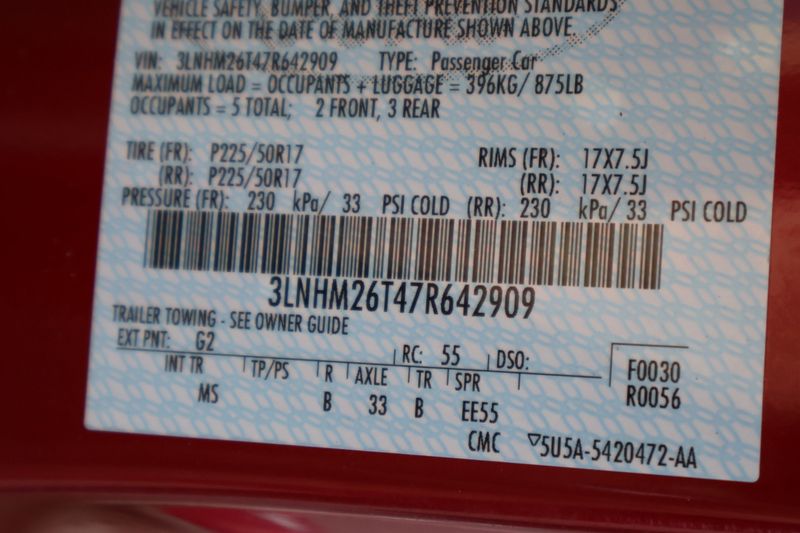 VEHICLE SAFETY, BUMPER, AND THEFT PREVENTION STANDARDS
IN EFFECT ON THE DATE OF MANUFACTURE SHOWN ABOVE.
VIN: 3LNHM26T47R642909 TYPE: Passenger Car
MAXIMUM LOAD = OCCUPANTS + LUGGAGE = 396KG/ 875LB
OCCUPANTS = 5 TOTAL; 2 FRONT, 3 REAR
TIRE (FR): P225/50R17 RIMS (FR): 17X7.5J
(RR): P225/50R17 (RR): 17X7.5J
PRESSURE (FR): 230 kPa/ 33 PSI COLD (RR): 230 kPa/ 33 PSI COLD
3LNHM26T47R642909
TRAILER TOWING - SEE OWNER GUIDE
EXT PNT: G2 RC: 55 DSO: F0030
INT TR TP/PS R AXLE TR SPR R0056
MS B 33 B EE55
CMC ▽5U5A-5420472-AA